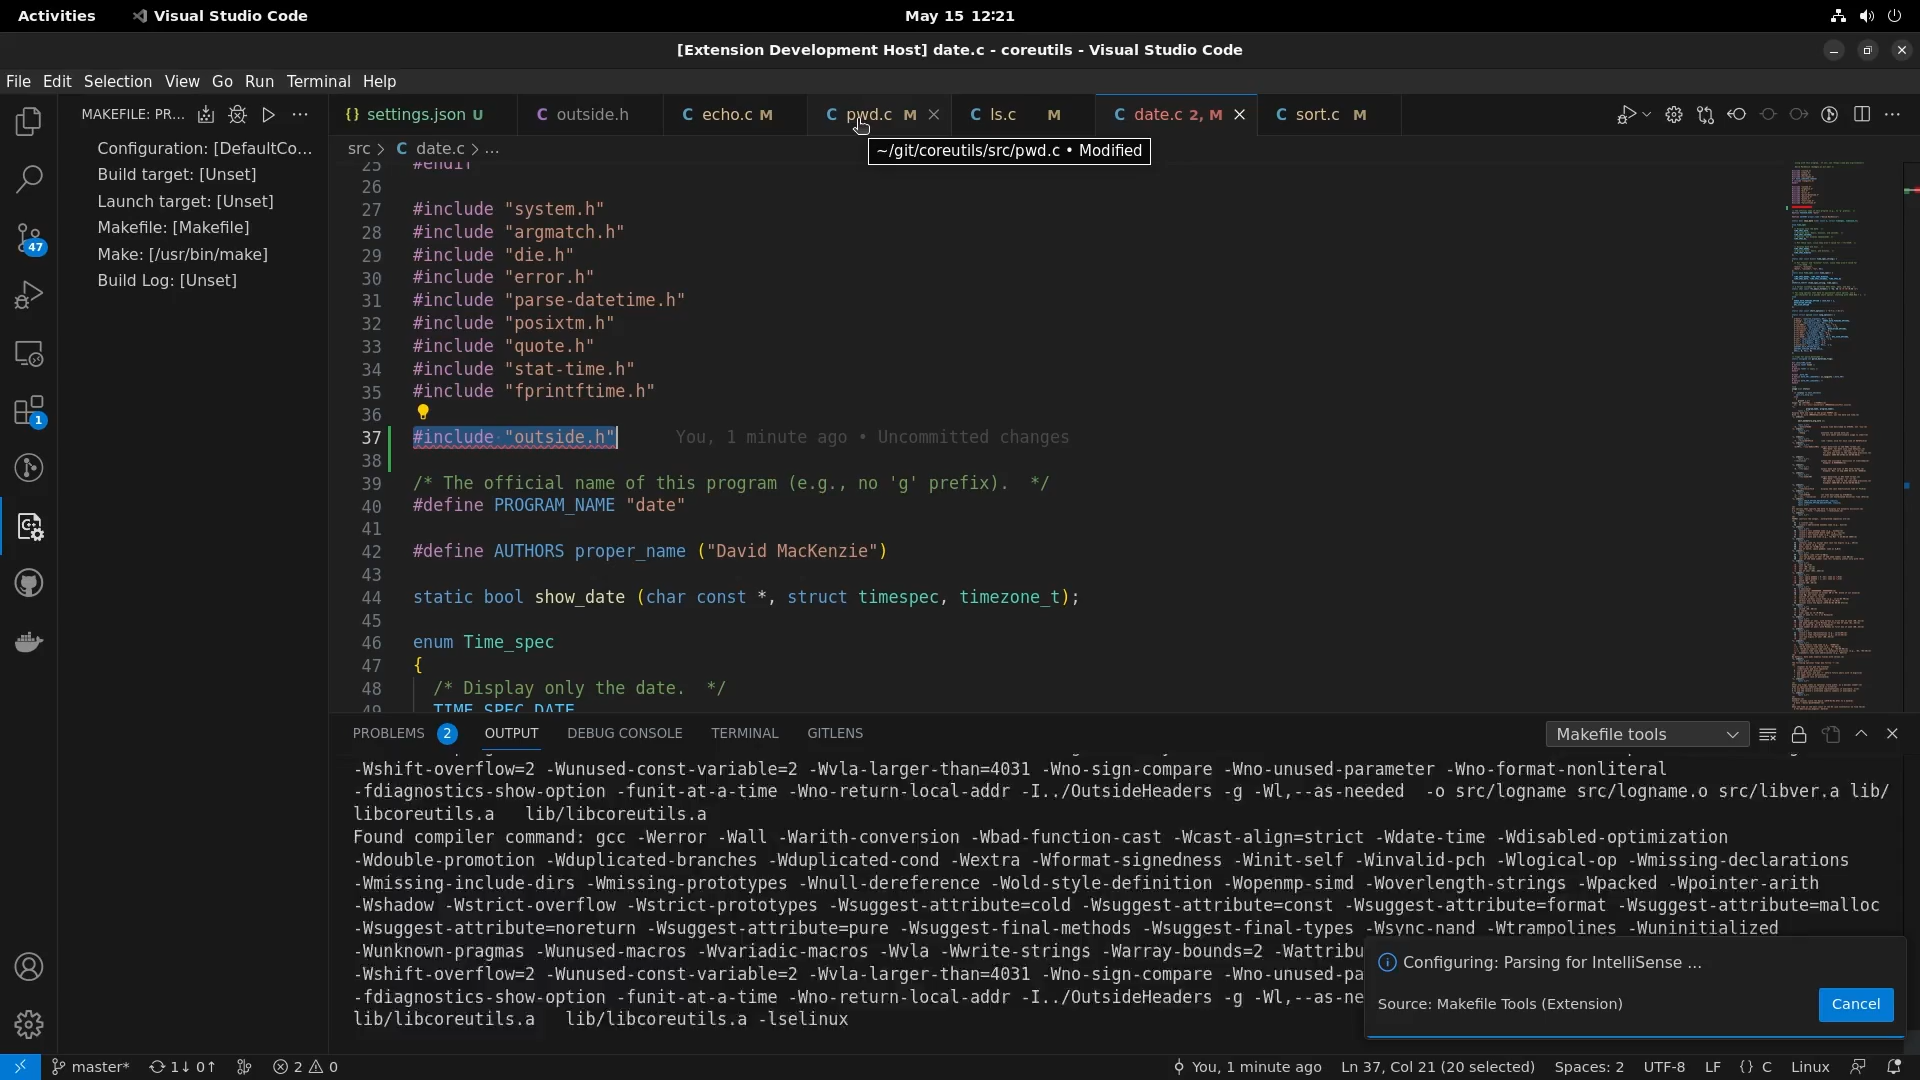 Activities
Visual Studio Code
May 15 12:21
[Extension Development Host] date.c - coreutils - Visual Studio Code
File Edit Selection View Go Run Terminal Help
MAKEFILE: PR...
{} settings.json U
C outside.h
C echo.c M
C pwd.c M
C ls.c M
C date.c 2, M
C sort.c M
Configuration: [DefaultCo...
Build target: [Unset]
Launch target: [Unset]
Makefile: [Makefile]
Make: [/usr/bin/make]
Build Log: [Unset]
47
1
src > C date.c > ...
~/git/coreutils/src/pwd.c • Modified
25 #endif
26
27 #include "system.h"
28 #include "argmatch.h"
29 #include "die.h"
30 #include "error.h"
31 #include "parse-datetime.h"
32 #include "posixtm.h"
33 #include "quote.h"
34 #include "stat-time.h"
35 #include "fprintftime.h"
36
37 #include "outside.h" You, 1 minute ago • Uncommitted changes
38
39 /* The official name of this program (e.g., no 'g' prefix).  */
40 #define PROGRAM_NAME "date"
41
42 #define AUTHORS proper_name ("David MacKenzie")
43
44 static bool show_date (char const *, struct timespec, timezone_t);
45
46 enum Time_spec
47 {
48   /* Display only the date.  */
49   TIME_SPEC_DATE
PROBLEMS 2 OUTPUT DEBUG CONSOLE TERMINAL GITLENS
Makefile tools
-Wshift-overflow=2 -Wunused-const-variable=2 -Wvla-larger-than=4031 -Wno-sign-compare -Wno-unused-parameter -Wno-format-nonliteral
-fdiagnostics-show-option -funit-at-a-time -Wno-return-local-addr -I../OutsideHeaders -g -Wl,--as-needed  -o src/logname src/logname.o src/libver.a lib/
libcoreutils.a   lib/libcoreutils.a
Found compiler command: gcc -Werror -Wall -Warith-conversion -Wbad-function-cast -Wcast-align=strict -Wdate-time -Wdisabled-optimization
-Wdouble-promotion -Wduplicated-branches -Wduplicated-cond -Wextra -Wformat-signedness -Winit-self -Winvalid-pch -Wlogical-op -Wmissing-declarations
-Wmissing-include-dirs -Wmissing-prototypes -Wnull-dereference -Wold-style-definition -Wopenmp-simd -Woverlength-strings -Wpacked -Wpointer-arith
-Wshadow -Wstrict-overflow -Wstrict-prototypes -Wsuggest-attribute=cold -Wsuggest-attribute=const -Wsuggest-attribute=format -Wsuggest-attribute=malloc
-Wsuggest-attribute=noreturn -Wsuggest-attribute=pure -Wsuggest-final-methods -Wsuggest-final-types -Wsync-nand -Wtrampolines -Wuninitialized
-Wunknown-pragmas -Wunused-macros -Wvariadic-macros -Wvla -Wwrite-strings -Warray-bounds=2 -Wattribu
-Wshift-overflow=2 -Wunused-const-variable=2 -Wvla-larger-than=4031 -Wno-sign-compare -Wno-unused-pa
-fdiagnostics-show-option -funit-at-a-time -Wno-return-local-addr -I../OutsideHeaders -g -Wl,--as-ne
lib/libcoreutils.a   lib/libcoreutils.a -lselinux
Configuring: Parsing for IntelliSense ...
Source: Makefile Tools (Extension)
Cancel
master* 1↓ 0↑ 2 0
You, 1 minute ago Ln 37, Col 21 (20 selected) Spaces: 2 UTF-8 LF {} C Linux